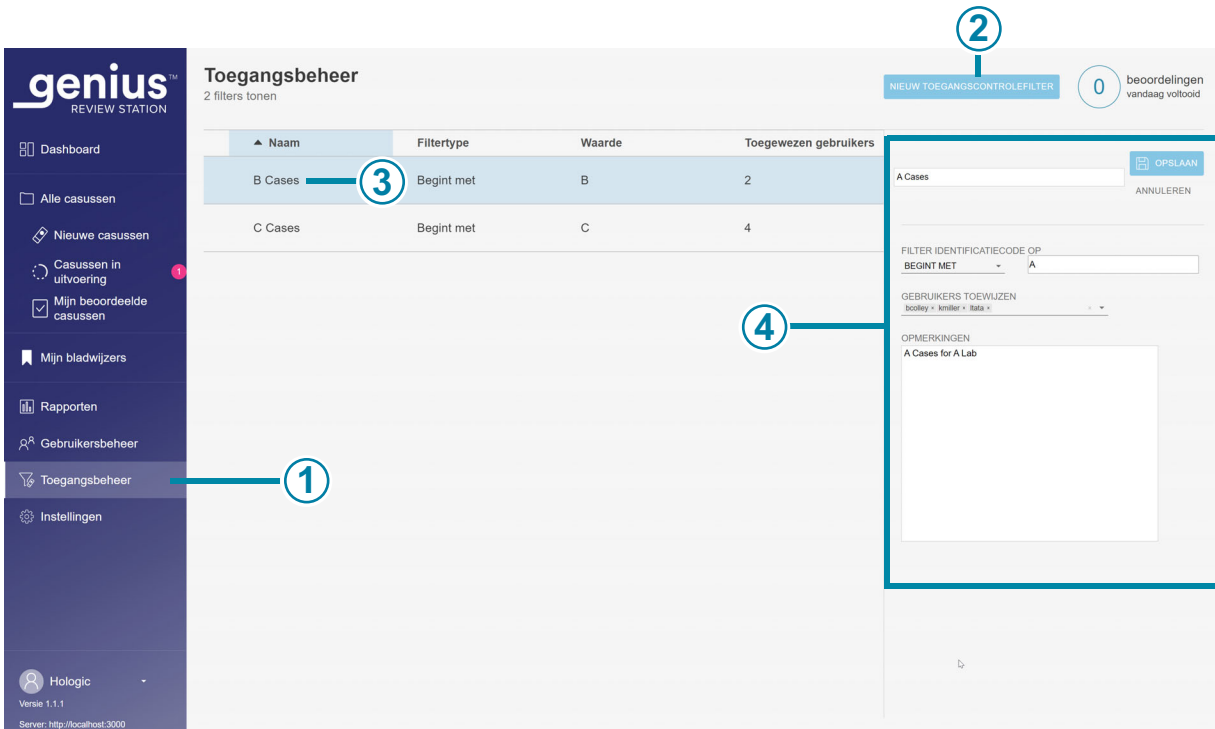 2
genius™
REVIEW STATION
Dashboard
Alle casussen
Nieuwe casussen
Casussen in
uitvoering
1
Mijn beoordeelde
casussen
Mijn bladwijzers
Rapporten
Gebruikersbeheer
Toegangsbeheer
Instellingen
Hologic
Versie 1.1.1
Server: http://localhost:3000
Toegangsbeheer
2 filters tonen
NIEUW TOEGANGSCONTROLEFILTER
0
beoordelingen
vandaag voltooid
Naam Filtertype Waarde Toegewezen gebruikers
B Cases 3 Begint met B 2
C Cases Begint met C 4
1
4
A Cases
OPSLAAN
ANNULEREN
FILTER IDENTIFICATIECODE OP
BEGINT MET A
GEBRUIKERS TOEWIJZEN
bcolley × kmiller × ltata ×
OPMERKINGEN
A Cases for A Lab